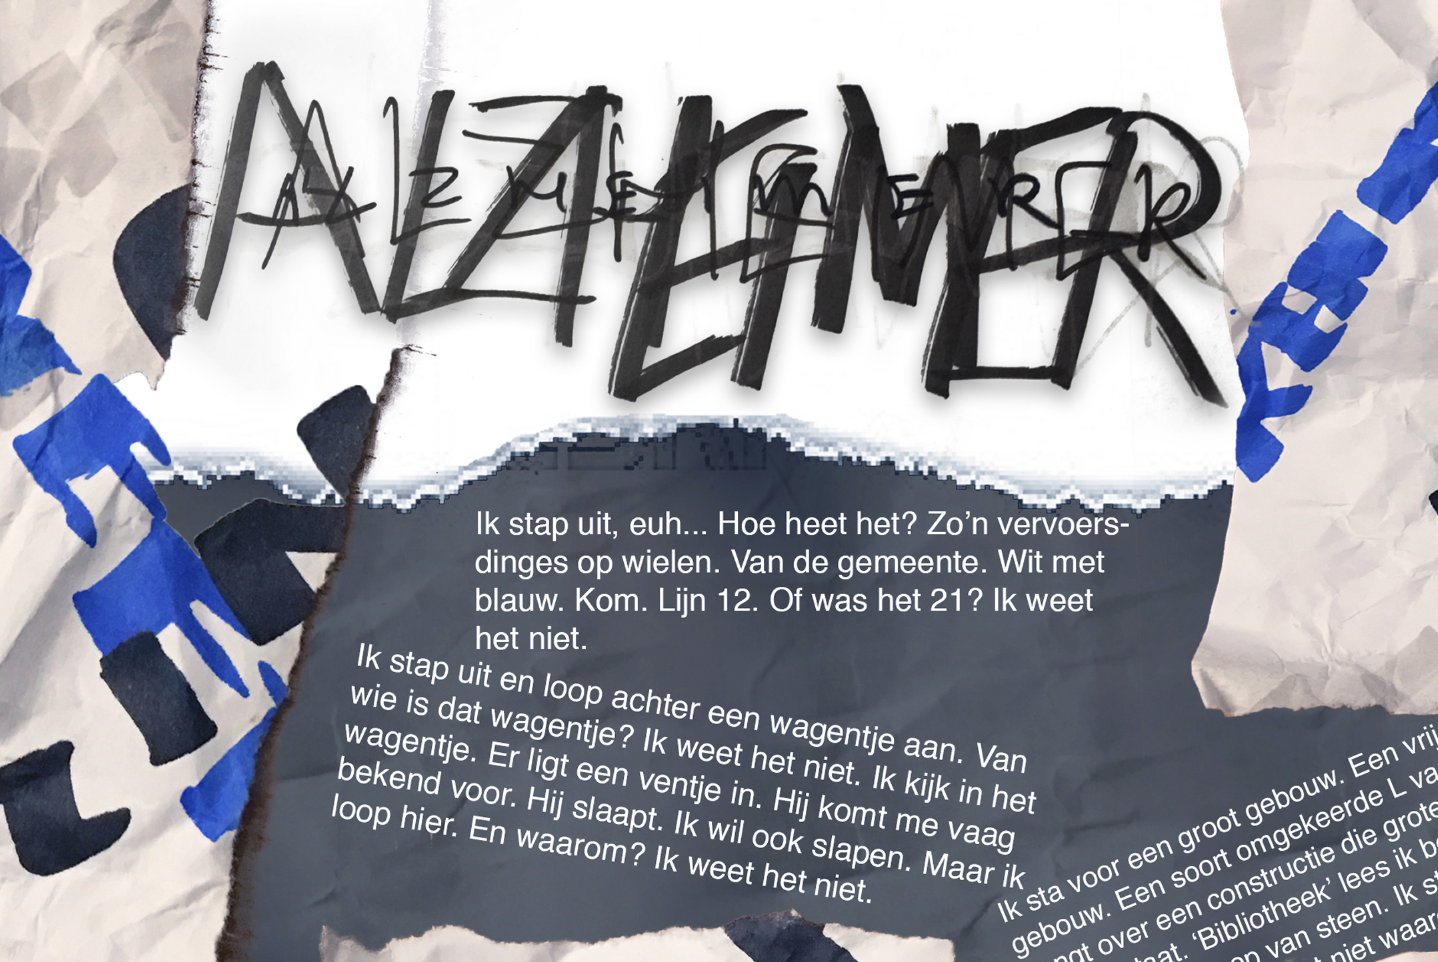 ALZHEIMER
ALZHEIMER
Ik stap uit, euh... Hoe heet het? Zo’n vervoers-
dinges op wielen. Van de gemeente. Wit met
blauw. Kom. Lijn 12. Of was het 21? Ik weet
het niet.
Ik stap uit en loop achter een wagentje aan. Van
wie is dat wagentje? Ik weet het niet. Ik kijk in het
wagentje. Er ligt een ventje in. Hij komt me vaag
bekend voor. Hij slaapt. Ik wil ook slapen. Maar ik
loop hier. En waarom? Ik weet het niet.
Ik sta voor een groot gebouw. Een
gebouw. Een soort omgekeerde L
over een constructie die
‘Bibliotheek’ lees ik
van steen. Ik
niet